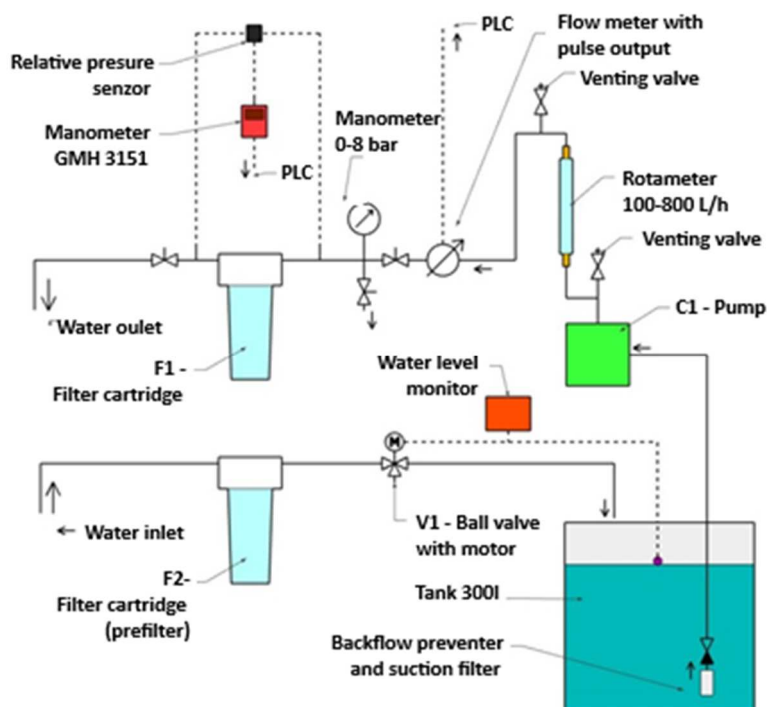 PLC
Flow meter with
pulse output
Relative presure
senzor
Venting valve
Manometer
0-8 bar
Manometer
GMH 3151
PLC
Rotameter
100-800 L/h
Venting valve
Water oulet
C1 - Pump
F1 -
Filter cartridge
Water level
monitor
M
Water inlet
V1 - Ball valve
with motor
F2-
Filter cartridge
(prefilter)
Tank 300l
Backflow preventer
and suction filter